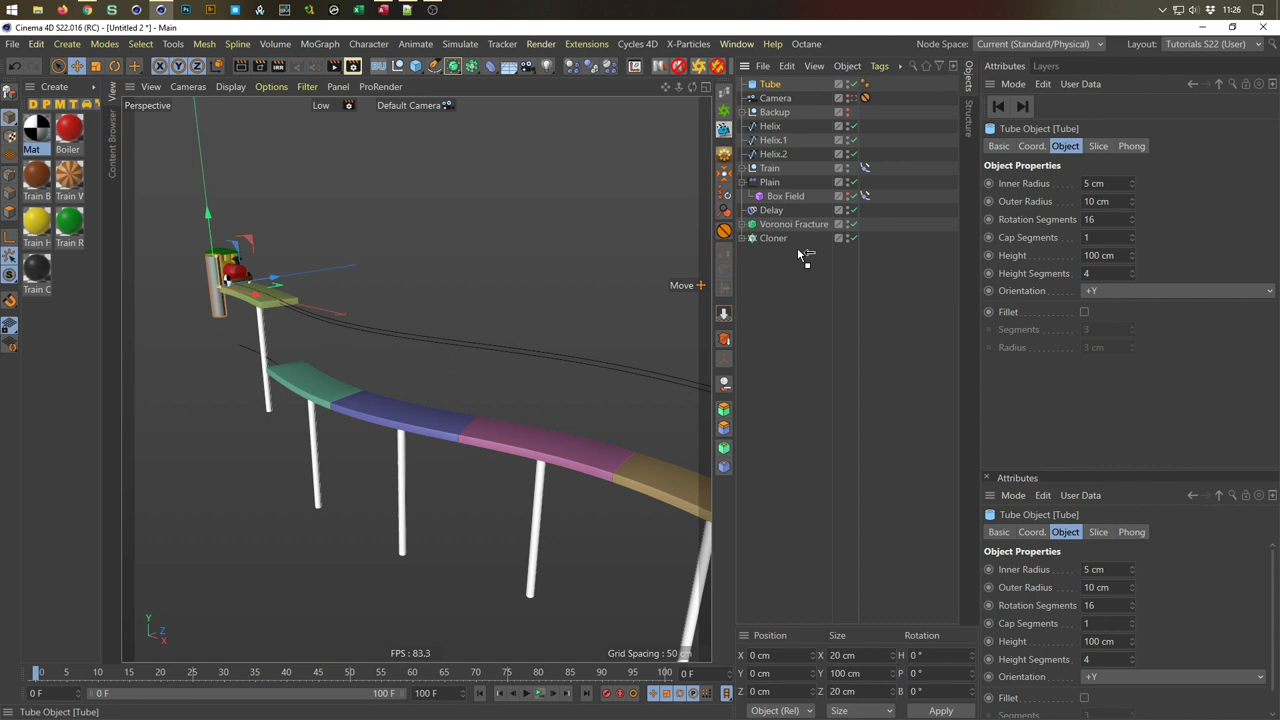 11:26
Cinema 4D S22.016 (RC) - [Untitled 2 *] - Main
File Edit Create Modes Select Tools Mesh Spline Volume MoGraph Character Animate Simulate Tracker Render Extensions Cycles 4D X-Particles Window Help Octane Node Space: Current (Standard/Physical) Layout: Tutorials S22 (User)
X Y Z
Create
View Cameras Display Options Filter Panel ProRender
File Edit View Object Tags
Attributes Layers
Mode Edit User Data
D P M T
View
Content Browser
Perspective Low Default Camera
Objects
Structure
Mat Boiler
Train B Train W
Train H Train R
Train C
Tube
Camera
Backup
Helix
Helix.1
Helix.2
Train
Plain
Box Field
Delay
Voronoi Fracture
Cloner
Move
Tube Object [Tube]
Basic Coord. Object Slice Phong
Object Properties
Inner Radius 5 cm
Outer Radius 10 cm
Rotation Segments 16
Cap Segments 1
Height 100 cm
Height Segments 4
Orientation +Y
Fillet
Segments 3
Radius 3 cm
Attributes
Mode Edit User Data
Tube Object [Tube]
Basic Coord. Object Slice Phong
Object Properties
Inner Radius 5 cm
Outer Radius 10 cm
Rotation Segments 16
Cap Segments 1
Height 100 cm
Height Segments 4
Orientation +Y
Fillet
Segments 3
Y
Z
X
FPS : 83.3
Grid Spacing : 50 cm
Position Size Rotation
X 0 cm X 20 cm H 0 °
Y 0 cm Y 100 cm P 0 °
Z 0 cm Z 20 cm B 0 °
Object (Rel) Size Apply
0 5 10 15 20 25 30 35 40 45 50 55 60 65 70 75 80 85 90 95 100 0 F
0 F 0 F 100 F 100 F
Tube Object [Tube]